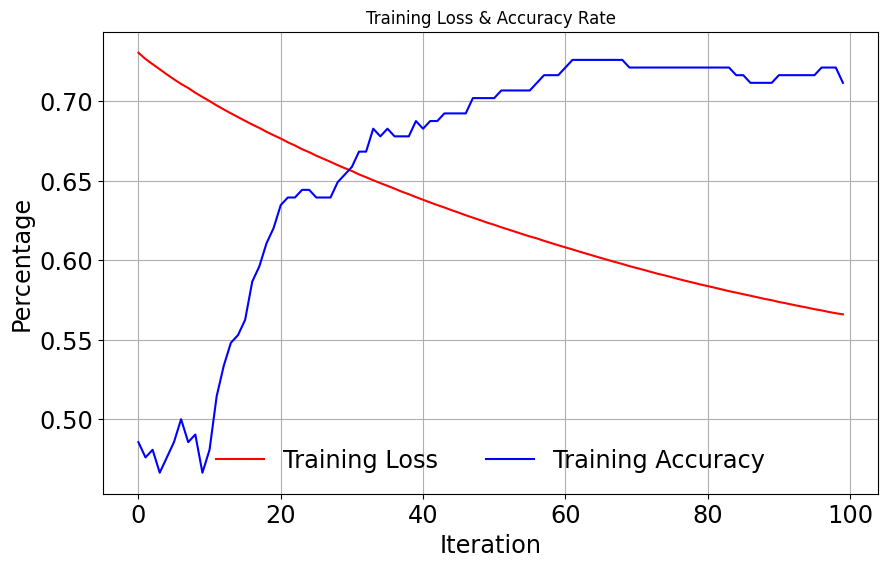 Training Loss & Accuracy Rate
Percentage
0.70
0.65
0.60
0.55
0.50
Training Loss
Training Accuracy
0
20
40
60
80
100
Iteration